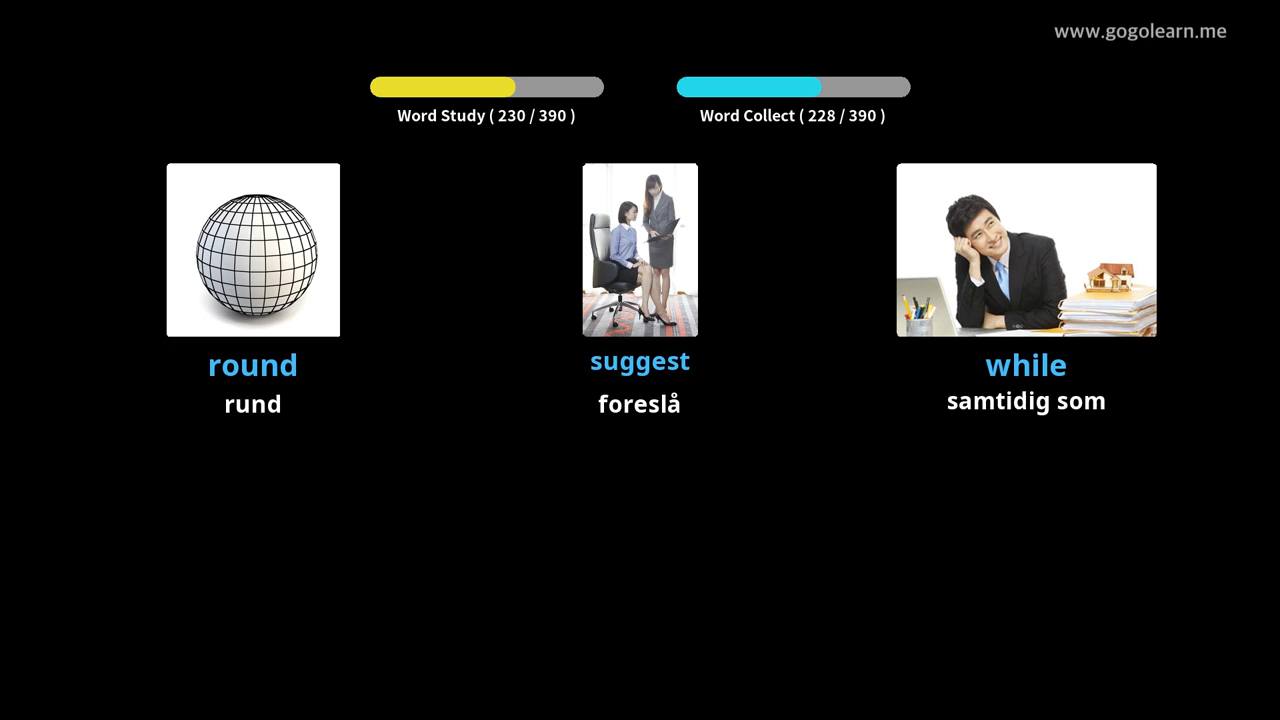 www.gogolearn.me
Word Study ( 230 / 390 )
Word Collect ( 228 / 390 )
round
rund
suggest
foreslå
while
samtidig som